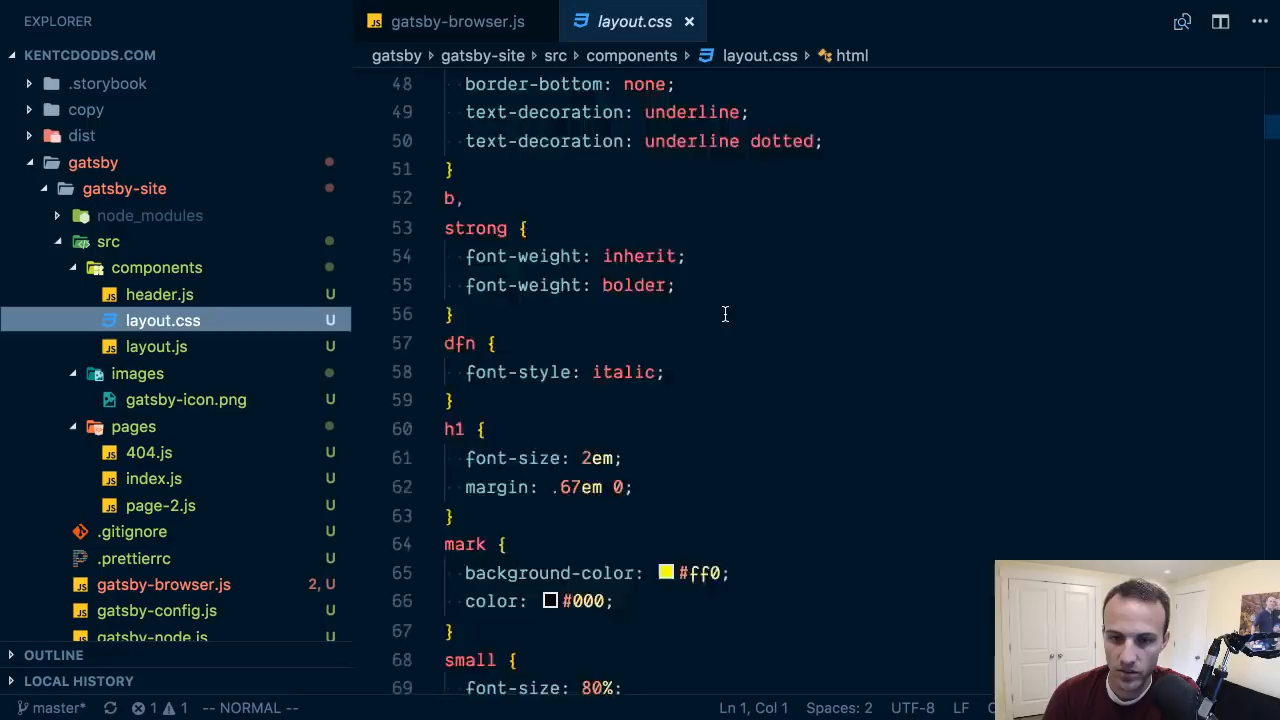 EXPLORER
KENTCDODDS.COM
.storybook
copy
dist
gatsby
gatsby-site
node_modules
src
components
header.js U
layout.css U
layout.js U
images
gatsby-icon.png U
pages
404.js U
index.js U
page-2.js U
.gitignore U
.prettierrc U
gatsby-browser.js 2, U
gatsby-config.js U
gatsby-node.js U
OUTLINE
LOCAL HISTORY
JS gatsby-browser.js
layout.css ×
gatsby > gatsby-site > src > components > layout.css > html
48 border-bottom: none;
49 text-decoration: underline;
50 text-decoration: underline dotted;
51 }
52 b,
53 strong {
54 font-weight: inherit;
55 font-weight: bolder;
56 }
57 dfn {
58 font-style: italic;
59 }
60 h1 {
61 font-size: 2em;
62 margin: .67em 0;
63 }
64 mark {
65 background-color: #ff0;
66 color: #000;
67 }
68 small {
69 font-size: 80%;
master* 1 1 -- NORMAL -- Ln 1, Col 1 Spaces: 2 UTF-8 LF